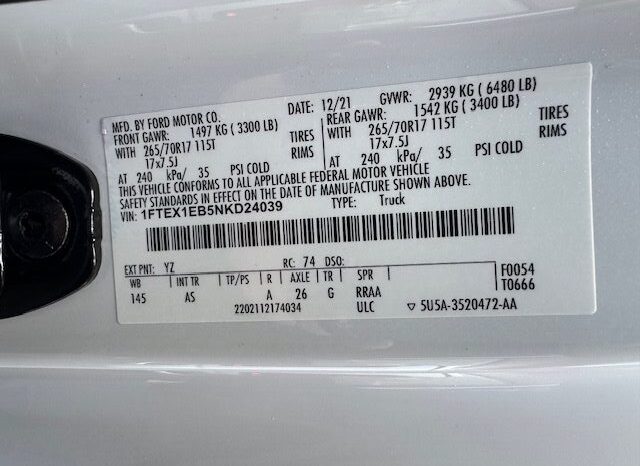 MFD. BY FORD MOTOR CO. DATE: 12/21 GVWR: 2939 KG ( 6480 LB)
FRONT GAWR: 1497 KG ( 3300 LB) REAR GAWR: 1542 KG ( 3400 LB)
WITH 265/70R17 115T TIRES WITH 265/70R17 115T TIRES
17x7.5J RIMS 17x7.5J RIMS
AT 240 kPa/ 35 PSI COLD AT 240 kPa/ 35 PSI COLD
THIS VEHICLE CONFORMS TO ALL APPLICABLE FEDERAL MOTOR VEHICLE
SAFETY STANDARDS IN EFFECT ON THE DATE OF MANUFACTURE SHOWN ABOVE.
VIN: 1FTEX1EB5NKD24039 TYPE: Truck
EXT PNT: YZ RC: 74 DSO: F0054
WB INT TR TP/PS R AXLE TR SPR T0666
145 AS A 26 G RRAA
2202112174034 ULC ▽ 5U5A-3520472-AA